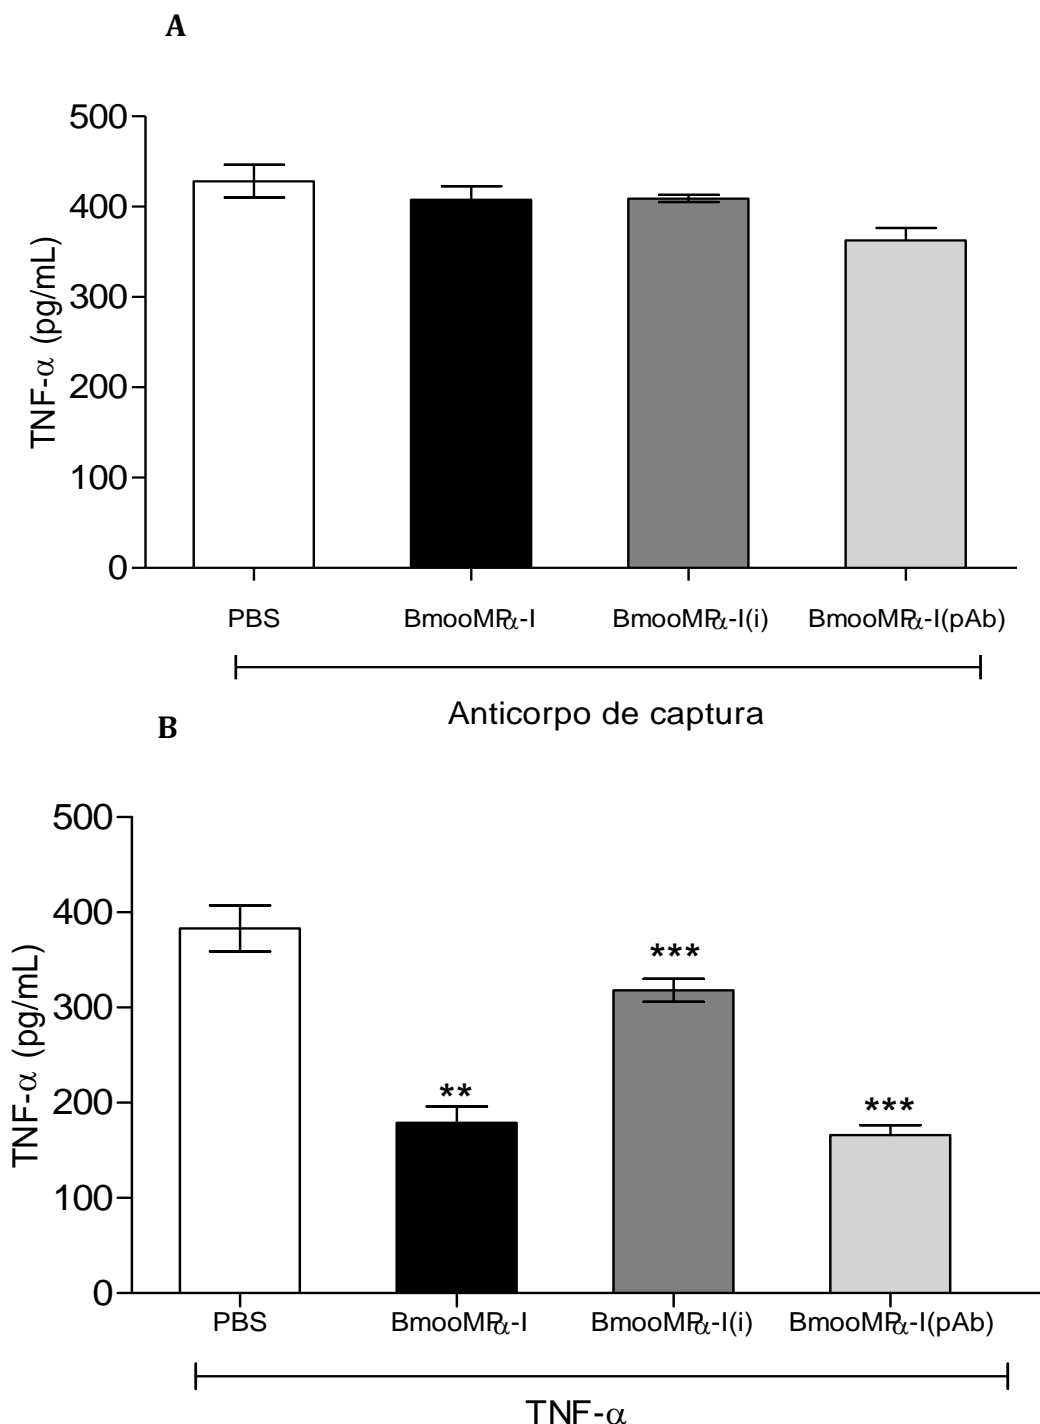 A
500
400
300
200
100
0
TNF-α (pg/mL)
PBS BmooMPα-I BmooMPα-I(i) BmooMPα-I(pAb)
Anticorpo de captura
B
500
400
300
200
100
0
TNF-α (pg/mL)
** *** ***
PBS BmooMPα-I BmooMPα-I(i) BmooMPα-I(pAb)
TNF-α